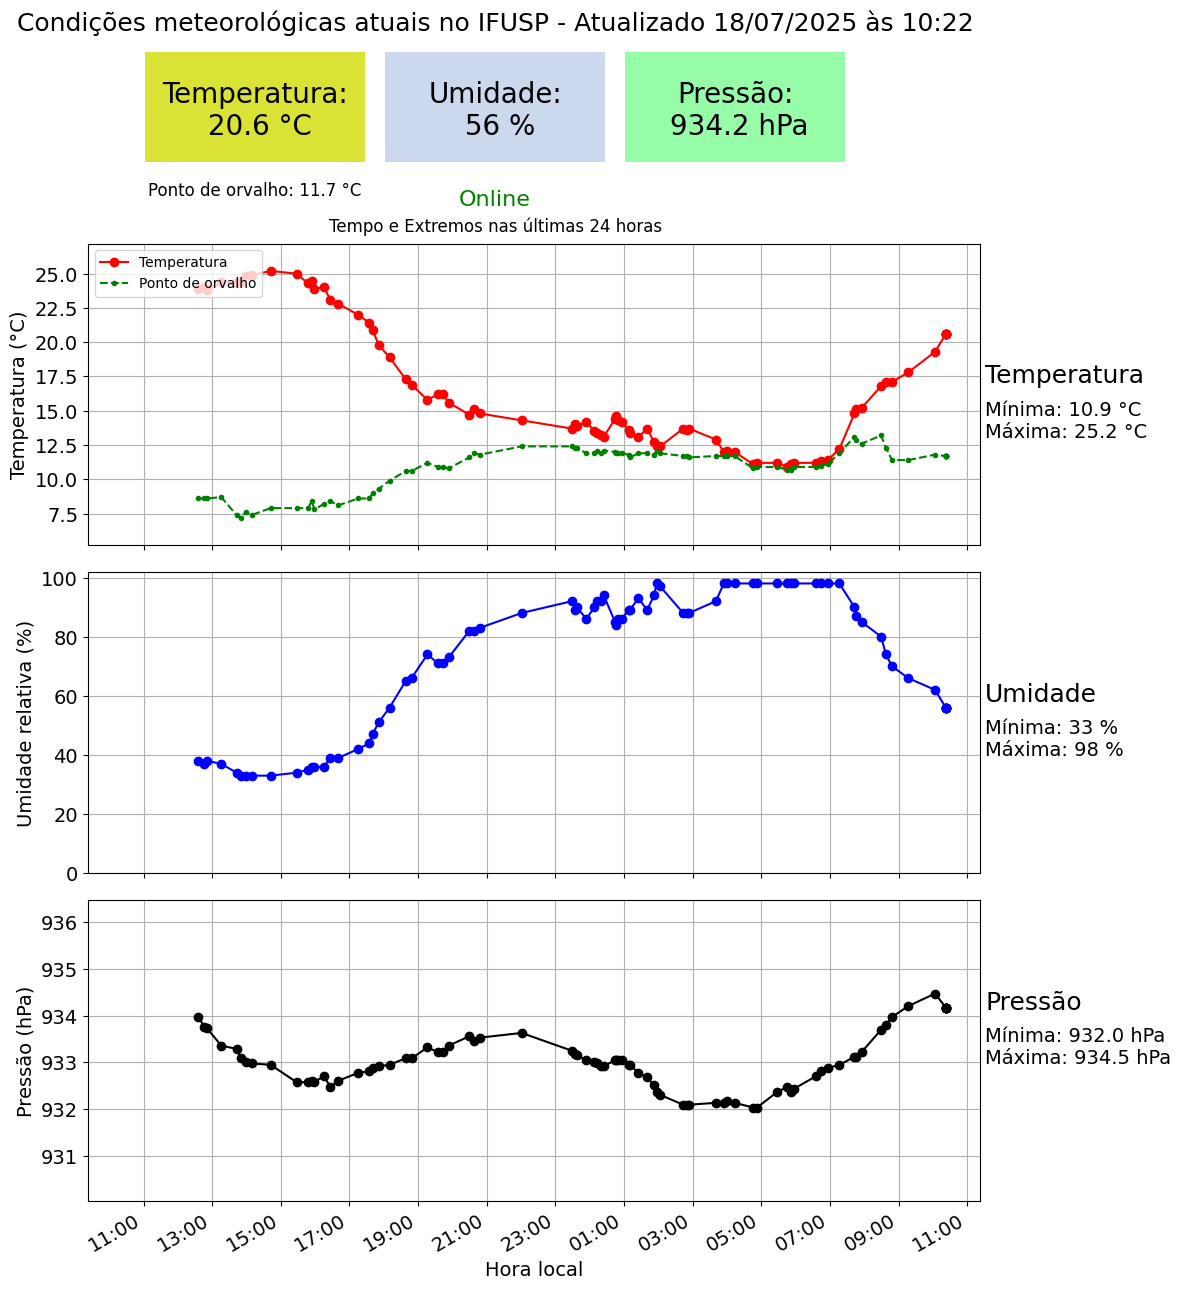 Condições meteorológicas atuais no IFUSP - Atualizado 18/07/2025 às 10:22
Temperatura:
20.6 °C
Umidade:
56 %
Pressão:
934.2 hPa
Ponto de orvalho: 11.7 °C
Online
Tempo e Extremos nas últimas 24 horas
Temperatura
Ponto de orvalho
Temperatura (°C)
25.0
22.5
20.0
17.5
15.0
12.5
10.0
7.5
Temperatura
Mínima: 10.9 °C
Máxima: 25.2 °C
Umidade relativa (%)
100
80
60
40
20
0
Umidade
Mínima: 33 %
Máxima: 98 %
Pressão (hPa)
936
935
934
933
932
931
Pressão
Mínima: 932.0 hPa
Máxima: 934.5 hPa
11:00 13:00 15:00 17:00 19:00 21:00 23:00 01:00 03:00 05:00 07:00 09:00 11:00
Hora local